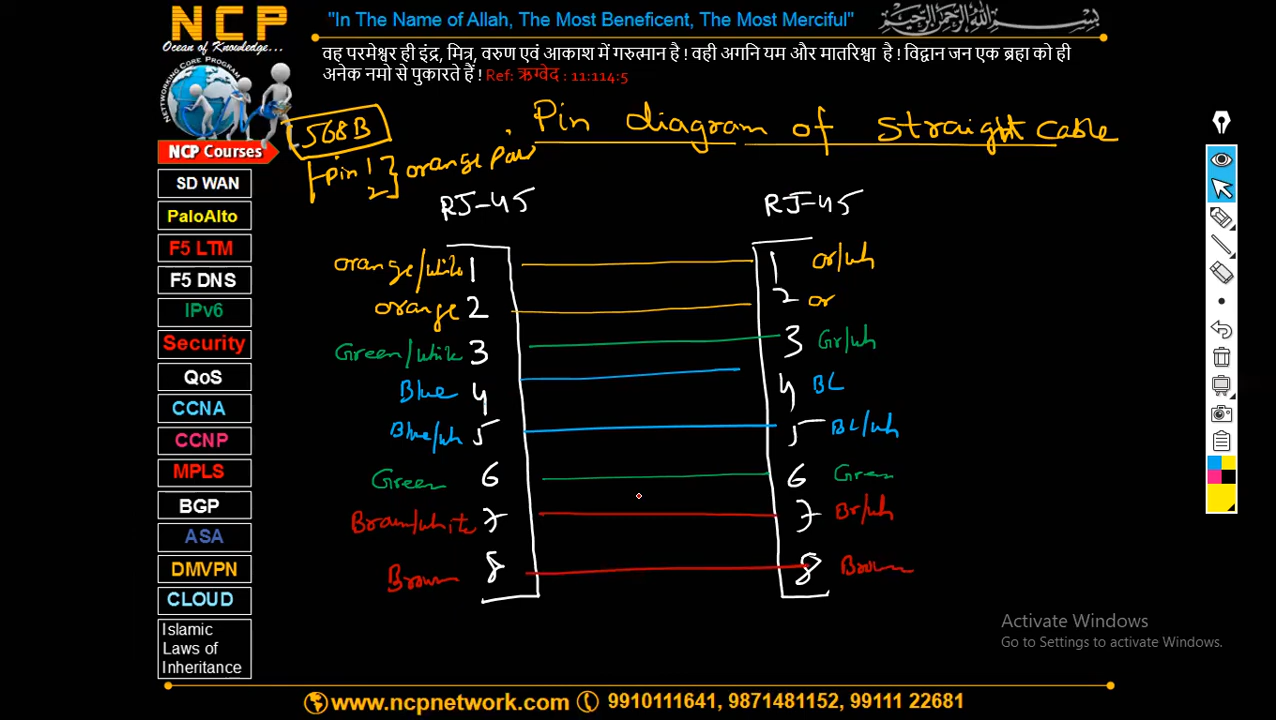 NCP
Ocean of Knowledge...
NETTWORKING CORE PROGRAM
NCP Courses
"In The Name of Allah, The Most Beneficent, The Most Merciful"
वह परमेश्वर ही इंद्र, मित्र, वरुण एवं आकाश में गरुत्मान है ! वही अगनि यम और मातरिश्वा है ! विद्वान जन एक ब्रहा को ही
अनेक नमो से पुकारते हैं ! Ref: ऋग्वेद : 11:114:5
568B
Pin diagram of Straight Cable
pin 1
2
orange Pair
RJ-45
RJ-45
orange/white 1
1 or/wh
orange 2
2 or
Green/white 3
3 Gr/wh
Blue 4
4 BL
Blue/wh 5
5 BL/wh
Green 6
6 Green
Brown/white 7
7 Br/wh
Brown 8
8 Brown
SD WAN
PaloAlto
F5 LTM
F5 DNS
IPv6
Security
QoS
CCNA
CCNP
MPLS
BGP
ASA
DMVPN
CLOUD
Islamic
Laws of
Inheritance
Activate Windows
Go to Settings to activate Windows.
www.ncpnetwork.com 9910111641, 9871481152, 99111 22681